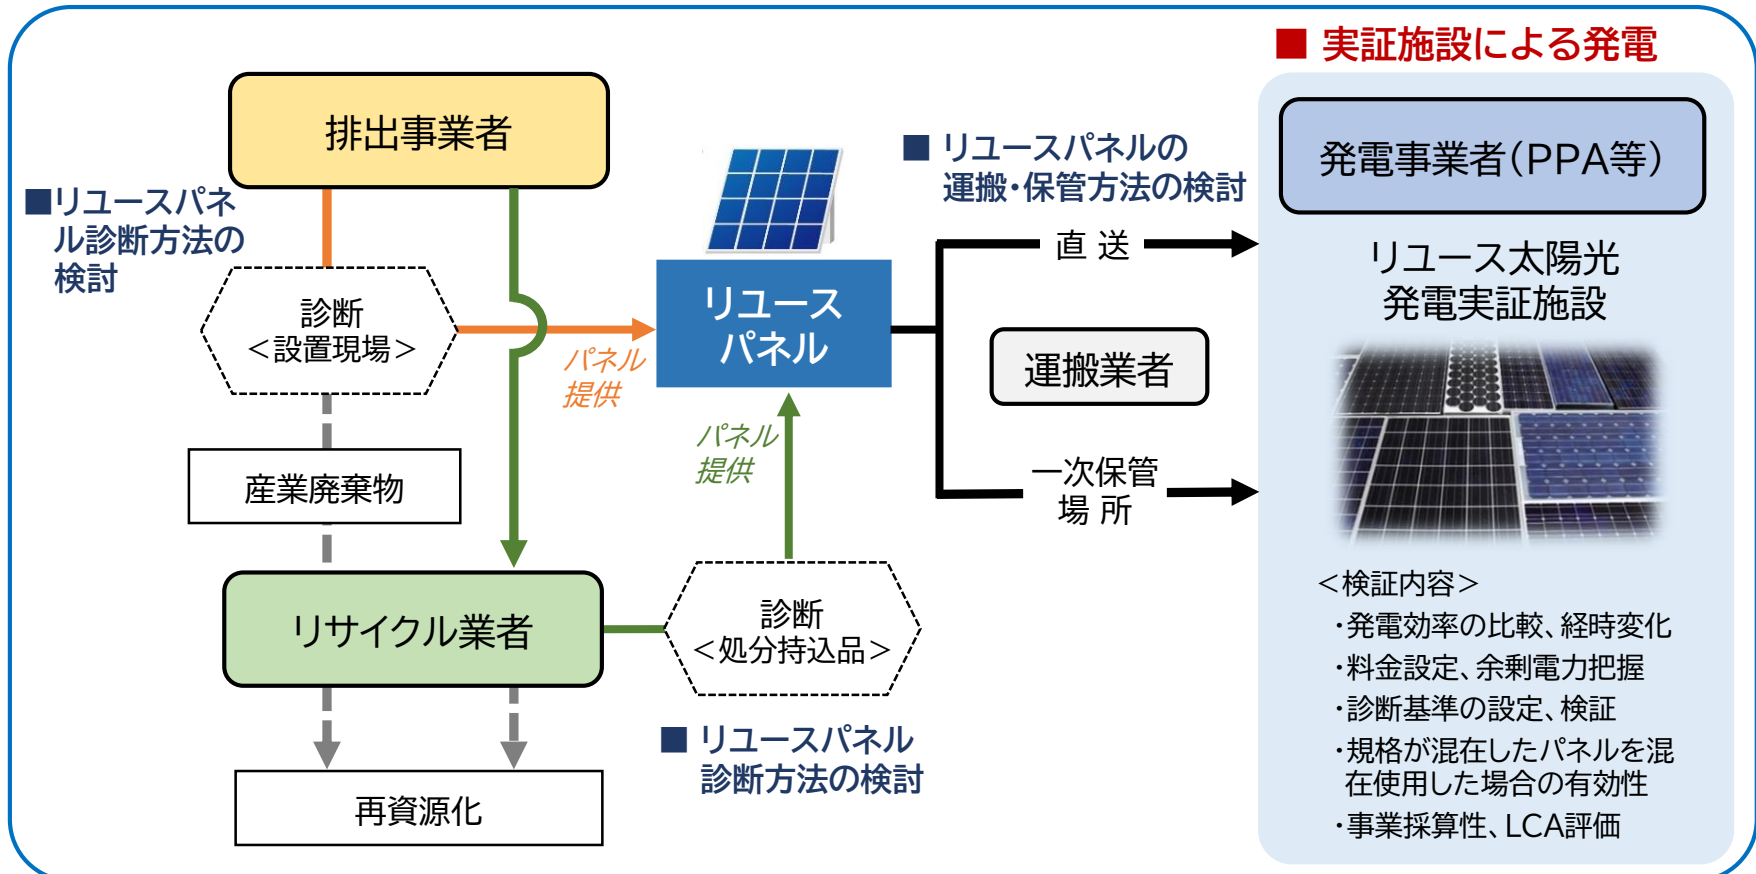 ■ 実証施設による発電
排出事業者
■リユースパネ
ル診断方法の
検討
診断
＜設置現場＞
パネル
提供
産業廃棄物
リサイクル業者
再資源化
リユース
パネル
パネル
提供
診断
＜処分持込品＞
■ リユースパネル
診断方法の検討
■ リユースパネルの
運搬・保管方法の検討
直 送
運搬業者
一次保管
場 所
発電事業者（PPA等）
リユース太陽光
発電実証施設
＜検証内容＞
・発電効率の比較、経時変化
・料金設定、余剰電力把握
・診断基準の設定、検証
・規格が混在したパネルを混
在使用した場合の有効性
・事業採算性、LCA評価